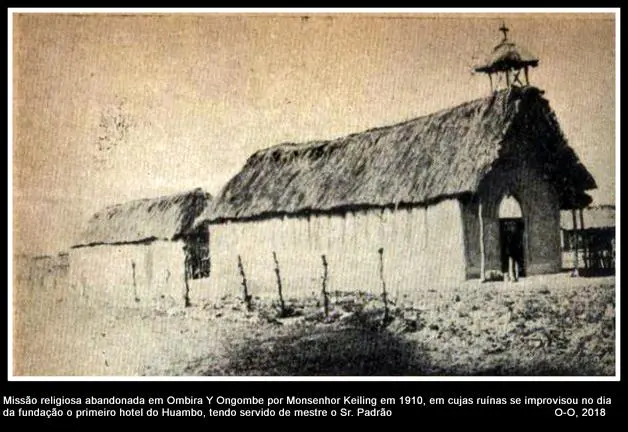 Missão religiosa abandonada em Ombira Y Ongombe por Monsenhor Keiling em 1910, em cujas ruínas se improvisou no dia
da fundação o primeiro hotel do Huambo, tendo servido de mestre o Sr. Padrão O-O, 2018